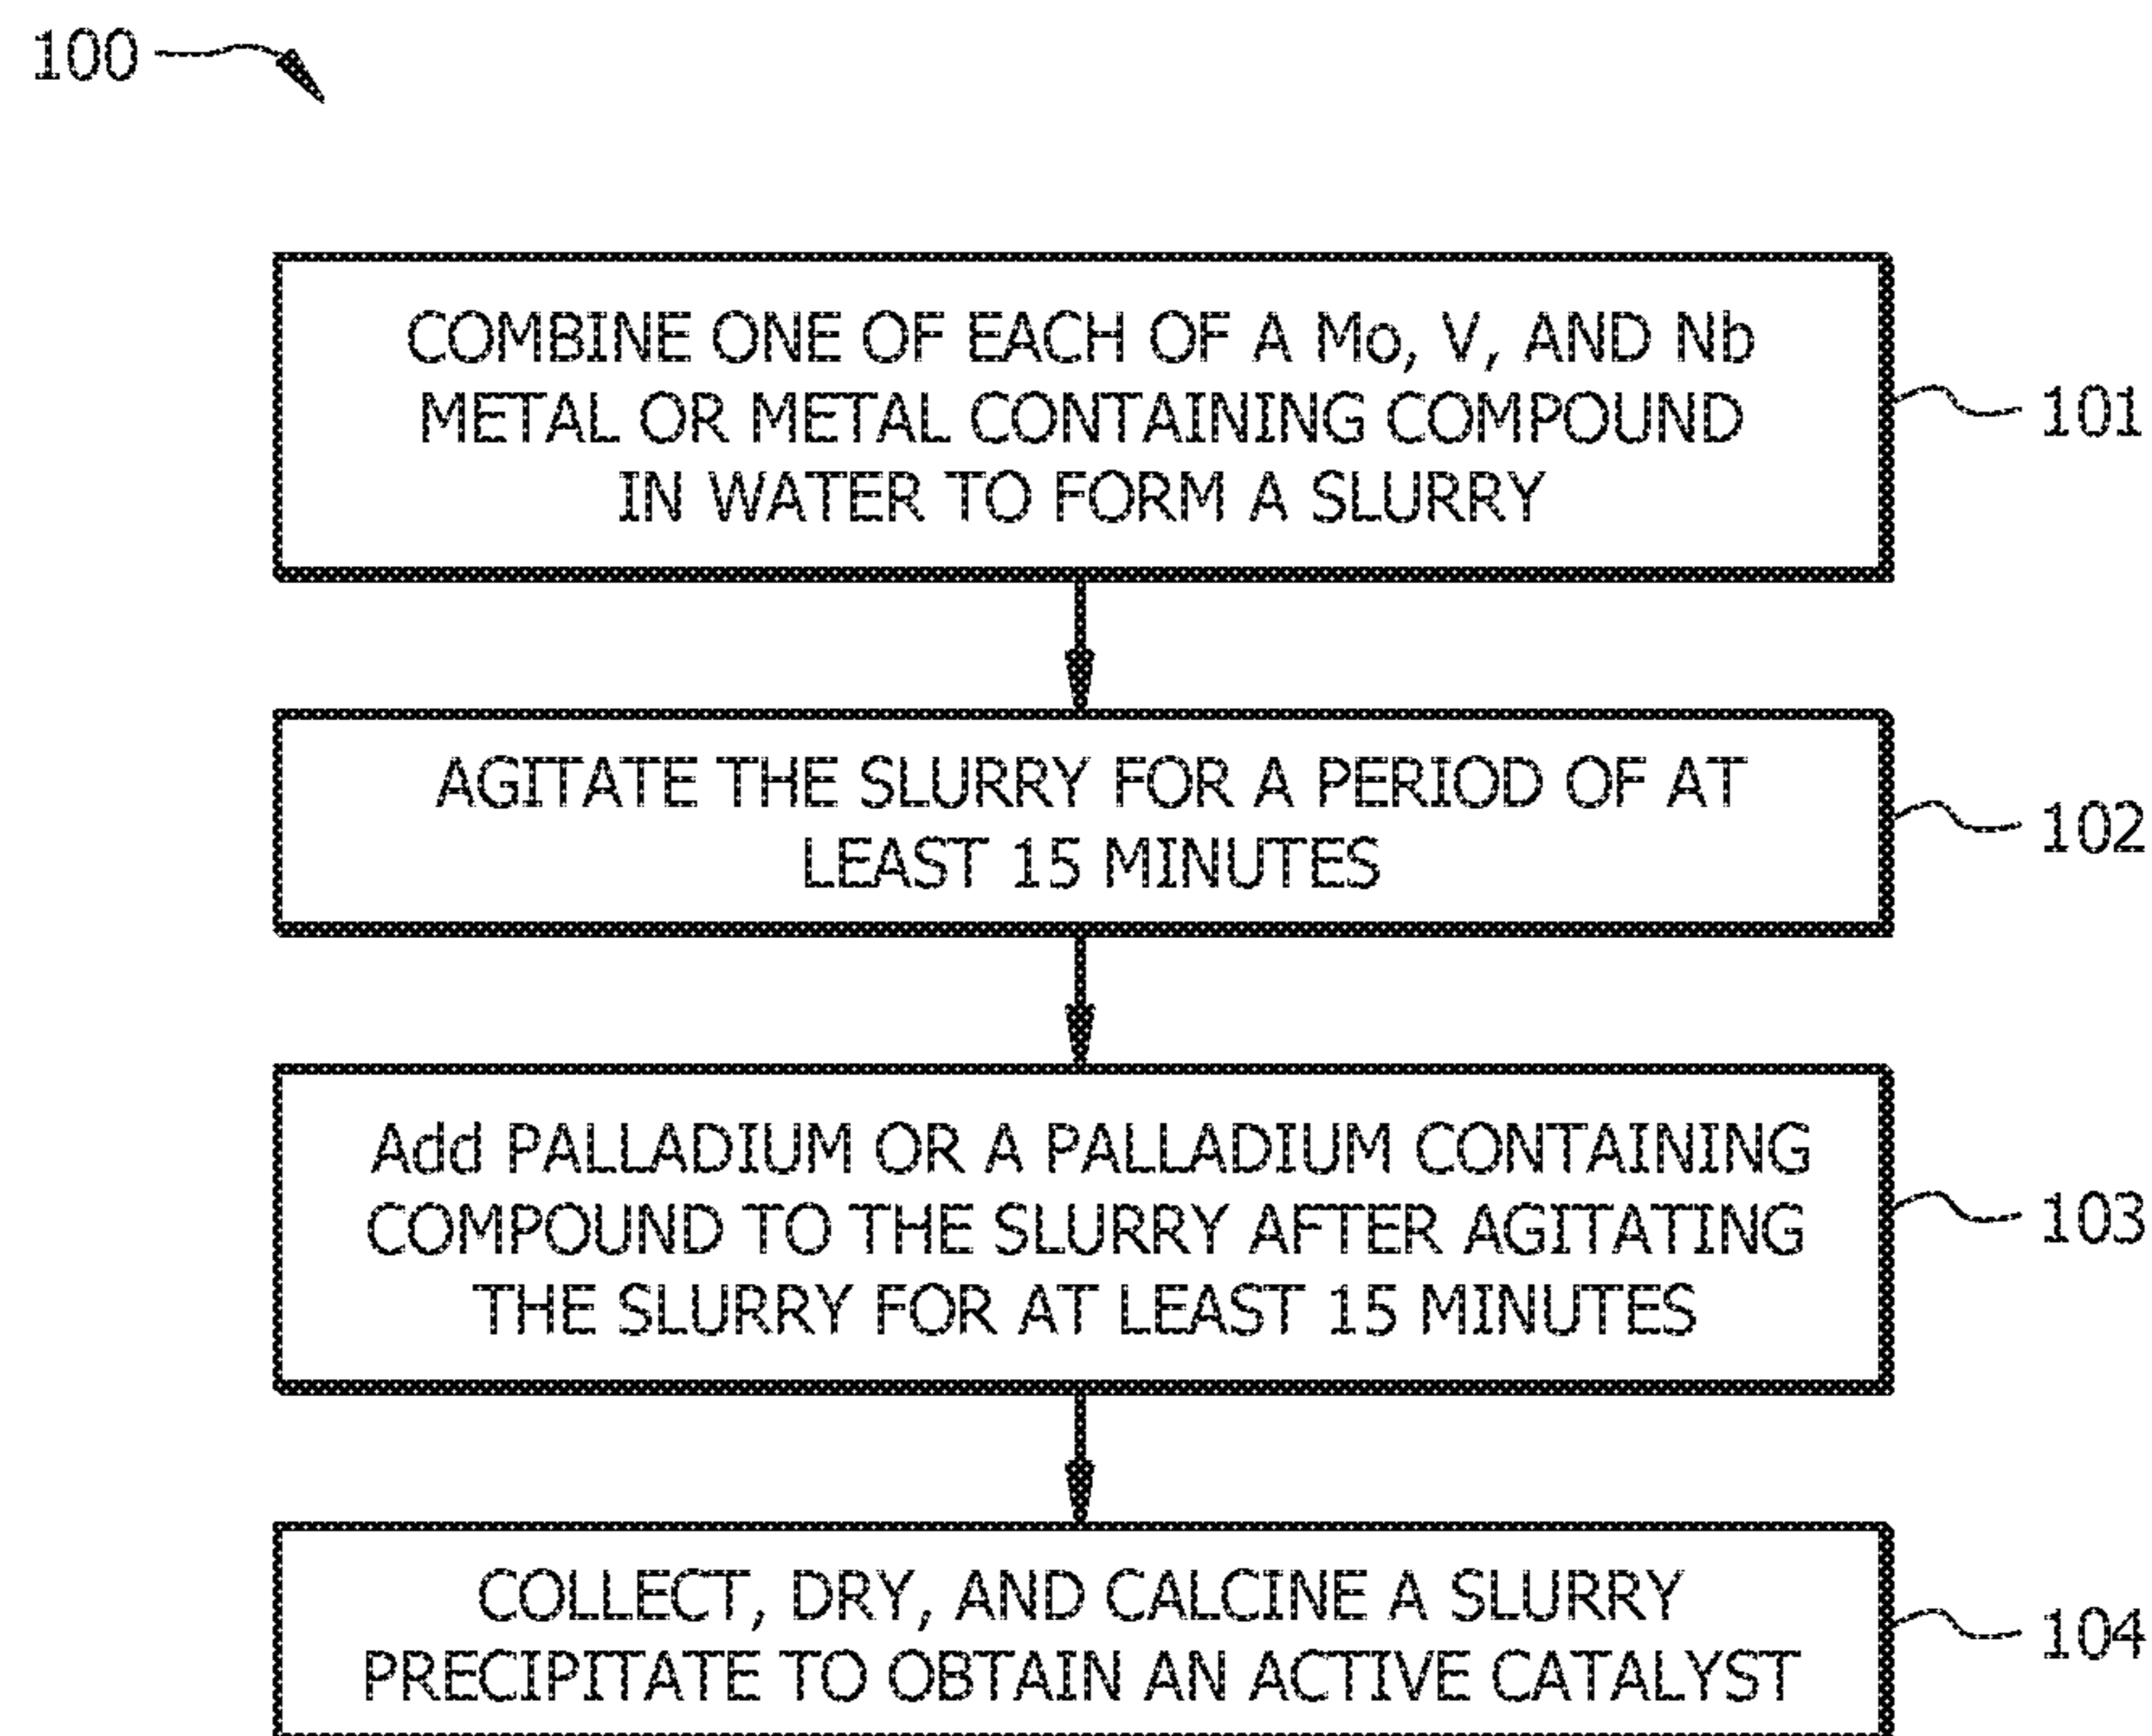 100
COMBINE ONE OF EACH OF A Mo, V, AND Nb
METAL OR METAL CONTAINING COMPOUND
IN WATER TO FORM A SLURRY
101
AGITATE THE SLURRY FOR A PERIOD OF AT
LEAST 15 MINUTES
102
Add PALLADIUM OR A PALLADIUM CONTAINING
COMPOUND TO THE SLURRY AFTER AGITATING
THE SLURRY FOR AT LEAST 15 MINUTES
103
COLLECT, DRY, AND CALCINE A SLURRY
PRECIPITATE TO OBTAIN AN ACTIVE CATALYST
104